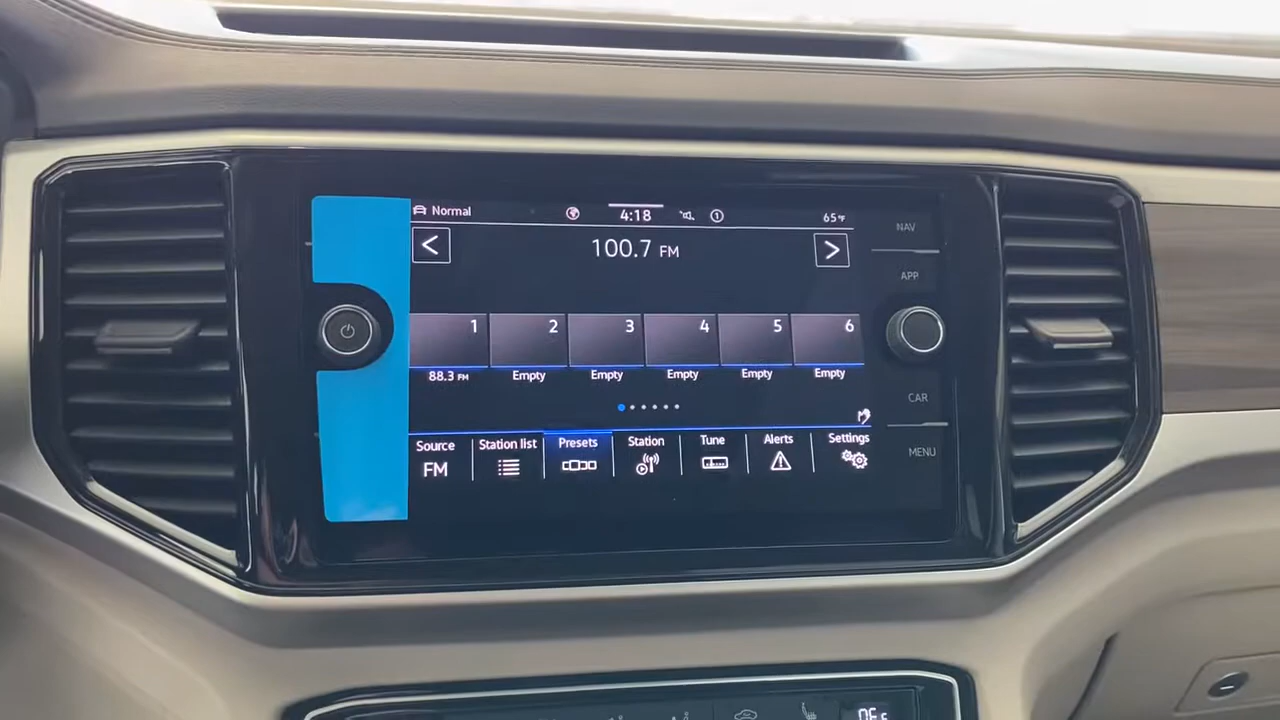 Normal
4:18
1
65°F
NAV
100.7 FM
APP
1
2
3
4
5
6
88.3 FM
Empty
Empty
Empty
Empty
Empty
CAR
Source
Station list
Presets
Station
Tune
Alerts
Settings
FM
MENU